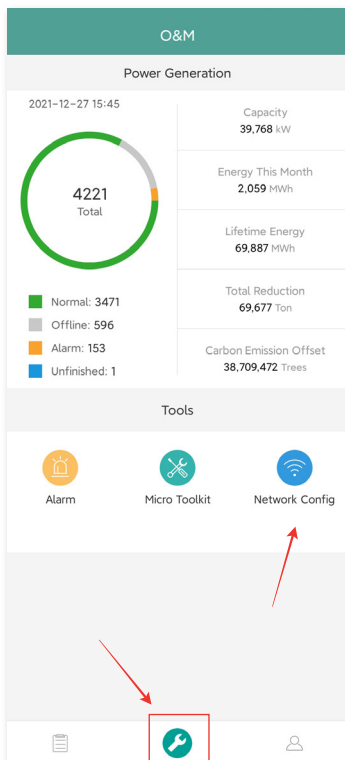 O&M
Power Generation
2021-12-27 15:45
4221
Total
Normal: 3471
Offline: 596
Alarm: 153
Unfinished: 1
Capacity
39,768 kW
Energy This Month
2,059 MWh
Lifetime Energy
69,887 MWh
Total Reduction
69,677 Ton
Carbon Emission Offset
38,709,472 Trees
Tools
Alarm
Micro Toolkit
Network Config